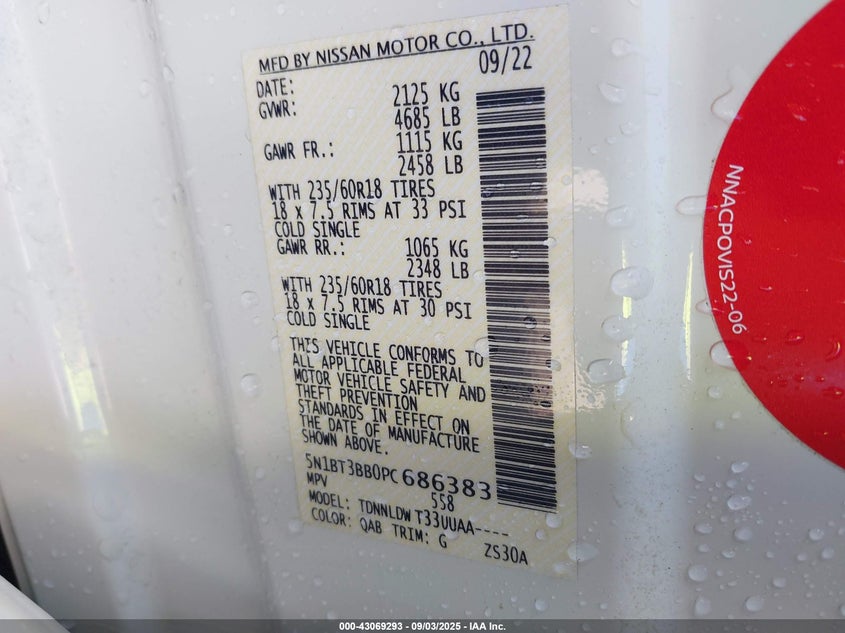 MFD BY NISSAN MOTOR CO., LTD.
DATE: 09/22
GVWR: 2125 KG
4685 LB
GAWR FR.: 1115 KG
2458 LB
WITH 235/60R18 TIRES
18 x 7.5 RIMS AT 33 PSI
COLD SINGLE
GAWR RR.: 1065 KG
2348 LB
WITH 235/60R18 TIRES
18 x 7.5 RIMS AT 30 PSI
COLD SINGLE
THIS VEHICLE CONFORMS TO
ALL APPLICABLE FEDERAL
MOTOR VEHICLE SAFETY AND
THEFT PREVENTION
STANDARDS IN EFFECT ON
THE DATE OF MANUFACTURE
SHOWN ABOVE.
5N1BT3BB0PC686383
MPV 558
MODEL: TDNNLDWT33UUAA----
COLOR: QAB TRIM: G ZS30A
NNACPOVIS22-06
000-43069293 - 09/03/2025 - IAA Inc.